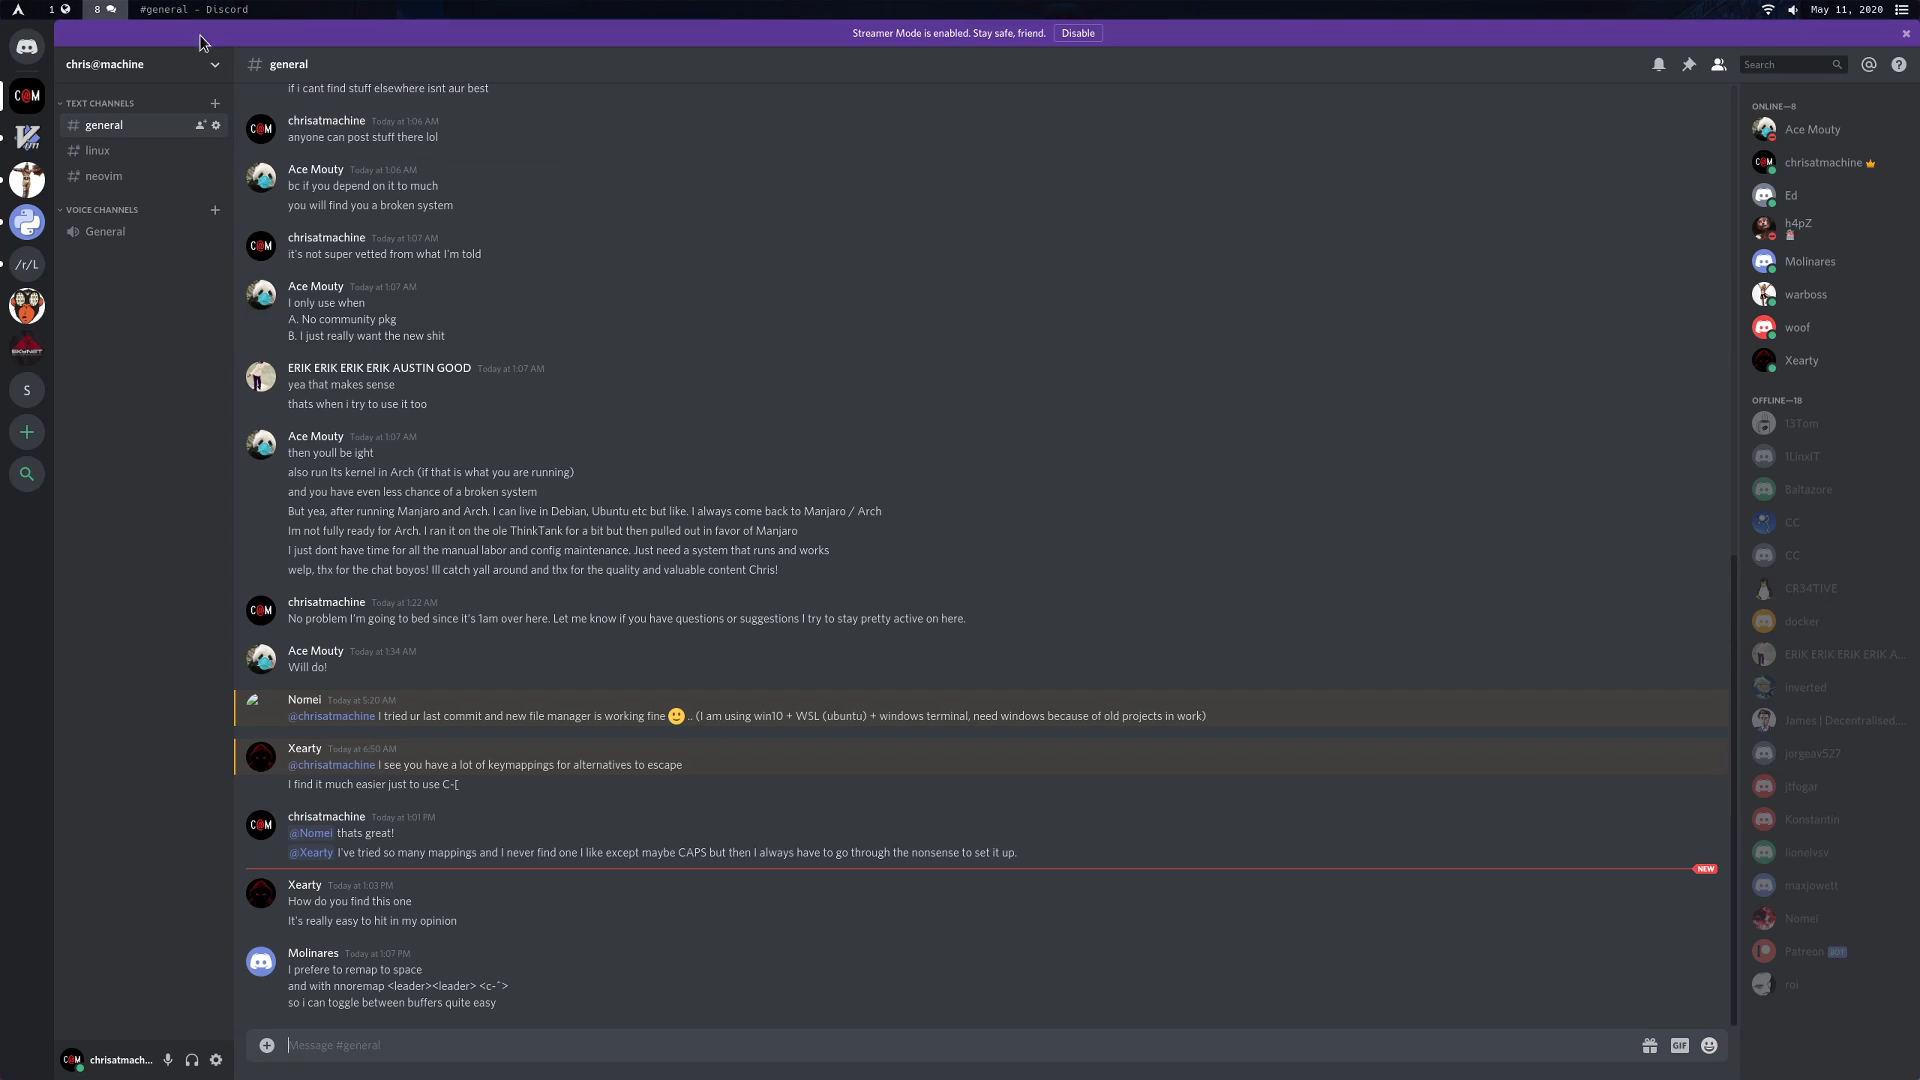 1
8
#general - Discord
May 11, 2020
Streamer Mode is enabled. Stay safe, friend.
Disable
chris@machine
# general
Search
TEXT CHANNELS
general
linux
neovim
VOICE CHANNELS
General
C@M
/r/L
SKYNET
S
if i cant find stuff elsewhere isnt aur best
chrisatmachine Today at 1:06 AM
anyone can post stuff there lol
Ace Mouty Today at 1:06 AM
bc if you depend on it to much
you will find you a broken system
chrisatmachine Today at 1:07 AM
it's not super vetted from what I'm told
Ace Mouty Today at 1:07 AM
I only use when
A. No community pkg
B. I just really want the new shit
ERIK ERIK ERIK ERIK AUSTIN GOOD Today at 1:07 AM
yea that makes sense
thats when i try to use it too
Ace Mouty Today at 1:07 AM
then youll be ight
also run lts kernel in Arch (if that is what you are running)
and you have even less chance of a broken system
But yea, after running Manjaro and Arch. I can live in Debian, Ubuntu etc but like. I always come back to Manjaro / Arch
Im not fully ready for Arch. I ran it on the ole ThinkTank for a bit but then pulled out in favor of Manjaro
I just dont have time for all the manual labor and config maintenance. Just need a system that runs and works
welp, thx for the chat boyos! Ill catch yall around and thx for the quality and valuable content Chris!
chrisatmachine Today at 1:22 AM
No problem I'm going to bed since it's 1am over here. Let me know if you have questions or suggestions I try to stay pretty active on here.
Ace Mouty Today at 1:34 AM
Will do!
Nomei Today at 5:20 AM
@chrisatmachine I tried ur last commit and new file manager is working fine 🙂 .. (I am using win10 + WSL (ubuntu) + windows terminal, need windows because of old projects in work)
Xearty Today at 6:50 AM
@chrisatmachine I see you have a lot of keymappings for alternatives to escape
I find it much easier just to use C-[
chrisatmachine Today at 1:01 PM
@Nomei thats great!
@Xearty I've tried so many mappings and I never find one I like except maybe CAPS but then I always have to go through the nonsense to set it up.
NEW
Xearty Today at 1:03 PM
How do you find this one
It's really easy to hit in my opinion
Molinares Today at 1:07 PM
I prefere to remap to space
and with nnoremap <leader><leader> <c-^>
so i can toggle between buffers quite easy
Message #general
GIF
chrisatmach...
ONLINE—8
Ace Mouty
chrisatmachine
Ed
h4pZ
Molinares
warboss
woof
Xearty
OFFLINE—18
13Tom
1LinxIT
Baltazore
CC
CC
CR34TIVE
docker
ERIK ERIK ERIK ERIK A...
inverted
James | Decentralised....
jorgeav527
jtfogar
Konstantin
lionelvsv
maxjowett
Nomei
Patreon BOT
roi